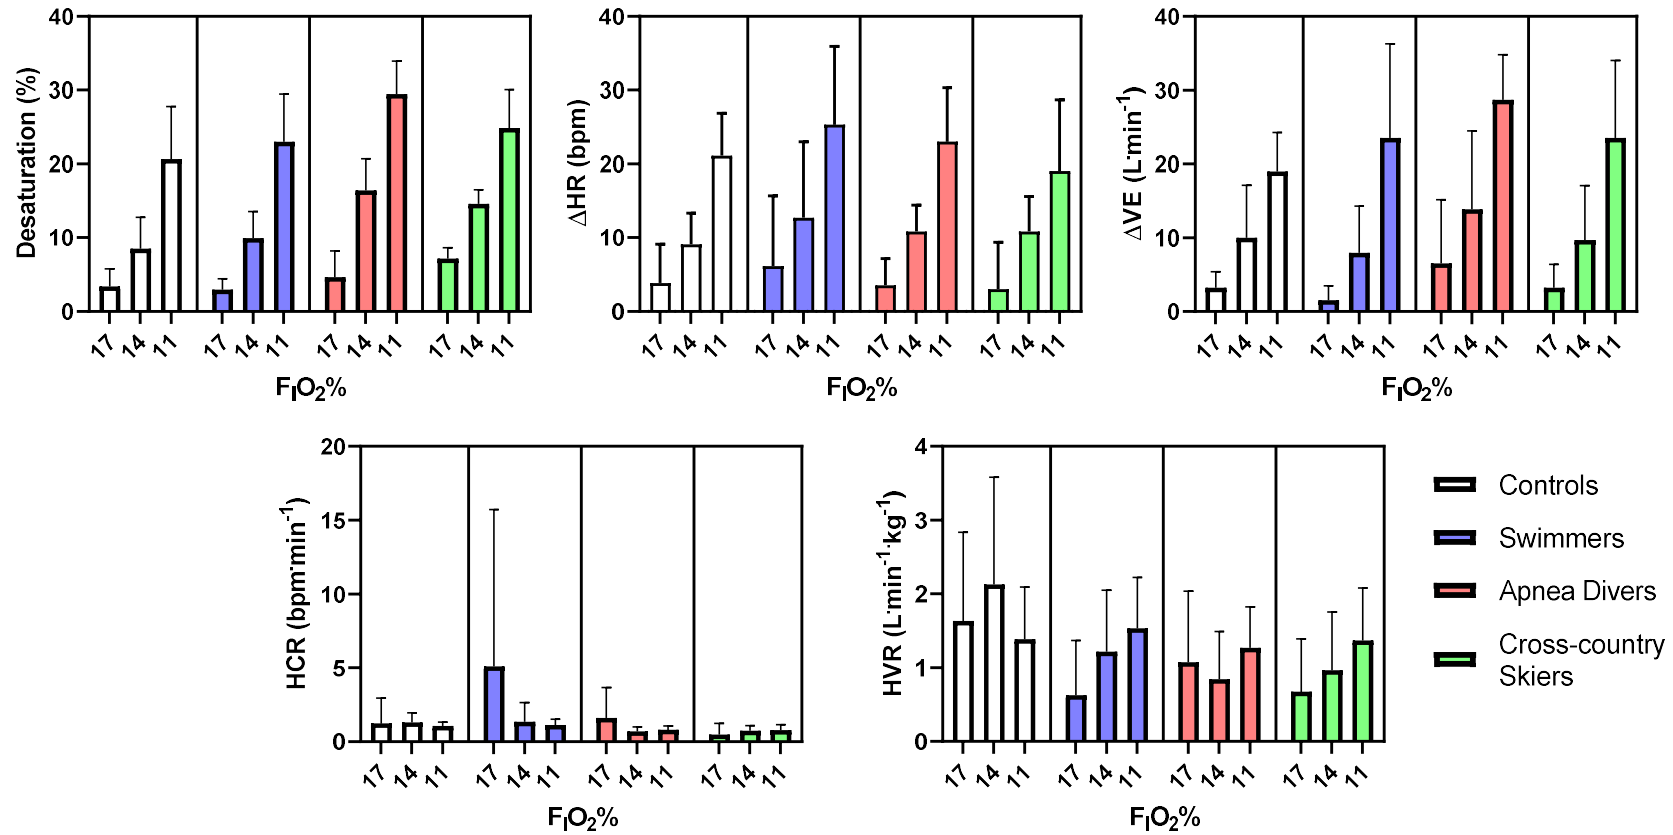 Desaturation (%)
40
30
20
10
0
17 14 11 17 14 11 17 14 11 17 14 11
FIO2%
ΔHR (bpm)
40
30
20
10
0
17 14 11 17 14 11 17 14 11 17 14 11
FIO2%
ΔVE (L·min-1)
40
30
20
10
0
17 14 11 17 14 11 17 14 11 17 14 11
FIO2%
HCR (bpm·min-1)
20
15
10
5
0
17 14 11 17 14 11 17 14 11 17 14 11
FIO2%
HVR (L·min-1·kg-1)
4
3
2
1
0
17 14 11 17 14 11 17 14 11 17 14 11
FIO2%
Controls
Swimmers
Apnea Divers
Cross-country
Skiers